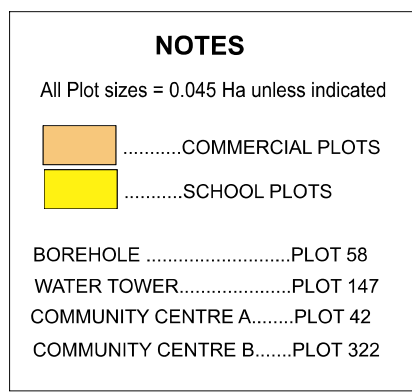 NOTES
All Plot sizes = 0.045 Ha unless indicated
...........COMMERCIAL PLOTS
...........SCHOOL PLOTS
BOREHOLE ...........................PLOT 58
WATER TOWER.....................PLOT 147
COMMUNITY CENTRE A........PLOT 42
COMMUNITY CENTRE B.......PLOT 322